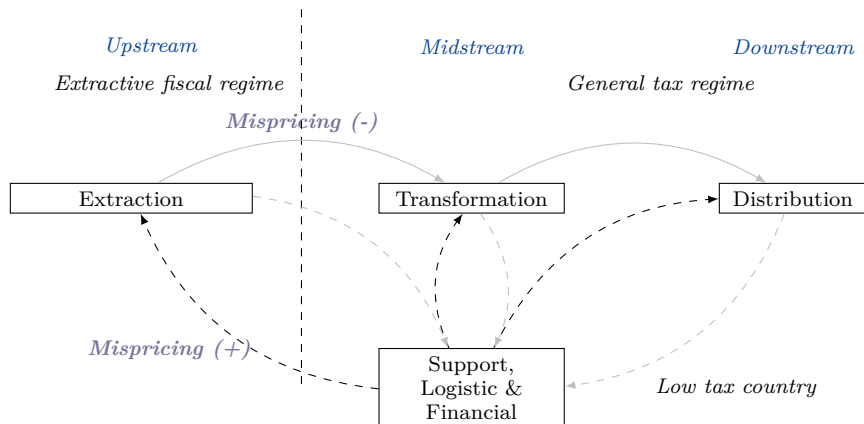 Upstream
Midstream
Downstream
Extractive fiscal regime
General tax regime
Mispricing (-)
Extraction
Transformation
Distribution
Mispricing (+)
Support,
Logistic &
Financial
Low tax country